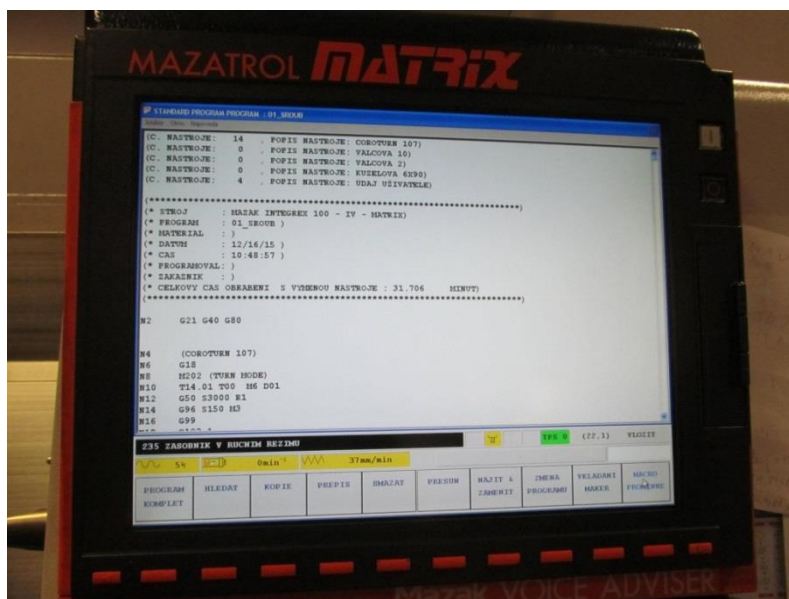 MAZATROL MATRIX
STANDARD PROGRAM PROGRAM : 01_SROUB
(C. NASTROJE: 14 , POPIS NASTROJE: COROTURN 107)
(C. NASTROJE: 0 , POPIS NASTROJE: VALCOVA 10)
(C. NASTROJE: 0 , POPIS NASTROJE: VALCOVA 2)
(C. NASTROJE: 0 , POPIS NASTROJE: KUZELOVA 6X90)
(C. NASTROJE: 4 , POPIS NASTROJE: UDAJ UZIVATELE)
(* STROJ : MAZAK INTEGREX 100 - IV - MATRIX)
(* PROGRAM : 01_SROUB )
(* MATERIAL : )
(* DATUM : 12/16/15 )
(* CAS : 10:48:57 )
(* PROGRAMOVAL: )
(* ZAKAZNIK : )
(* CELKOVY CAS OBRABENI S VYMENOU NASTROJE : 31.706 MINUT)
N2 G21 G40 G80
N4 (COROTURN 107)
N6 G18
N8 M202 (TURN MODE)
N10 T14.01 T00 M6 D01
N12 G50 S3000 R1
N14 G96 S150 M3
N16 G99
235 ZASOBNIK V RUCNIM REZIMU
TPS 0 (22,1) VLOZIT
5% 0min⁻¹ 37mm/min
PROGRAM KOMPLET HLEDAT KOPIE PREPIS SMAZAT PRESUN NAJIT & ZAMENIT ZMENA PROGRAMU VKLADANI MAKER MACRO PROMENNE
Mazak VOICE ADVISER